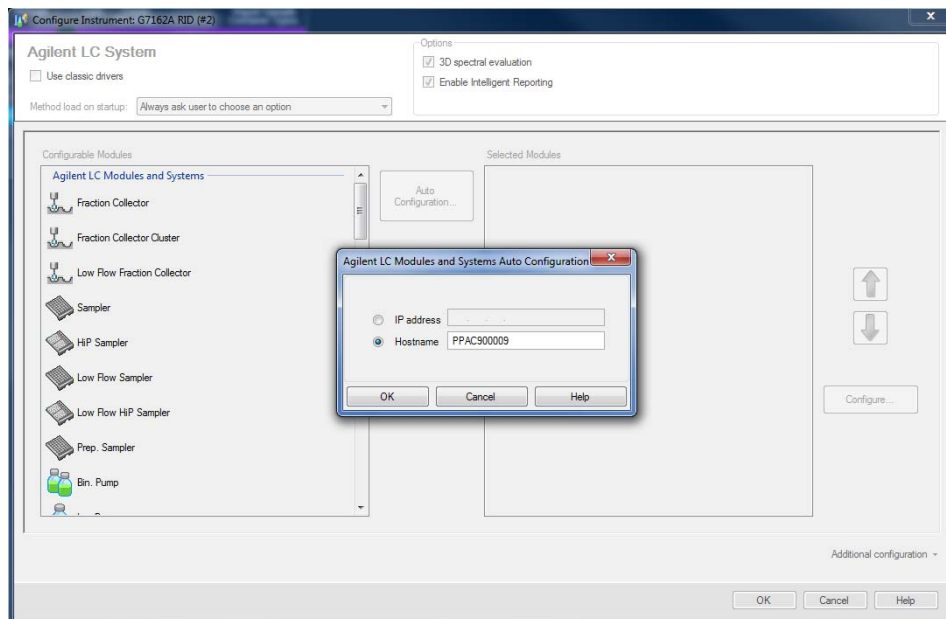 Configure Instrument: G7162A RID (#2)
x
Agilent LC System
Use classic drivers
Method load on startup: Always ask user to choose an option
Options
3D spectral evaluation
Enable Intelligent Reporting
Configurable Modules
Agilent LC Modules and Systems
Fraction Collector
Fraction Collector Cluster
Low Flow Fraction Collector
Sampler
HiP Sampler
Low Flow Sampler
Low Flow HiP Sampler
Prep. Sampler
Bin. Pump
Auto
Configuration...
Selected Modules
Agilent LC Modules and Systems Auto Configuration
x
IP address
Hostname PPAC900009
OK Cancel Help
Configure...
Additional configuration
OK Cancel Help